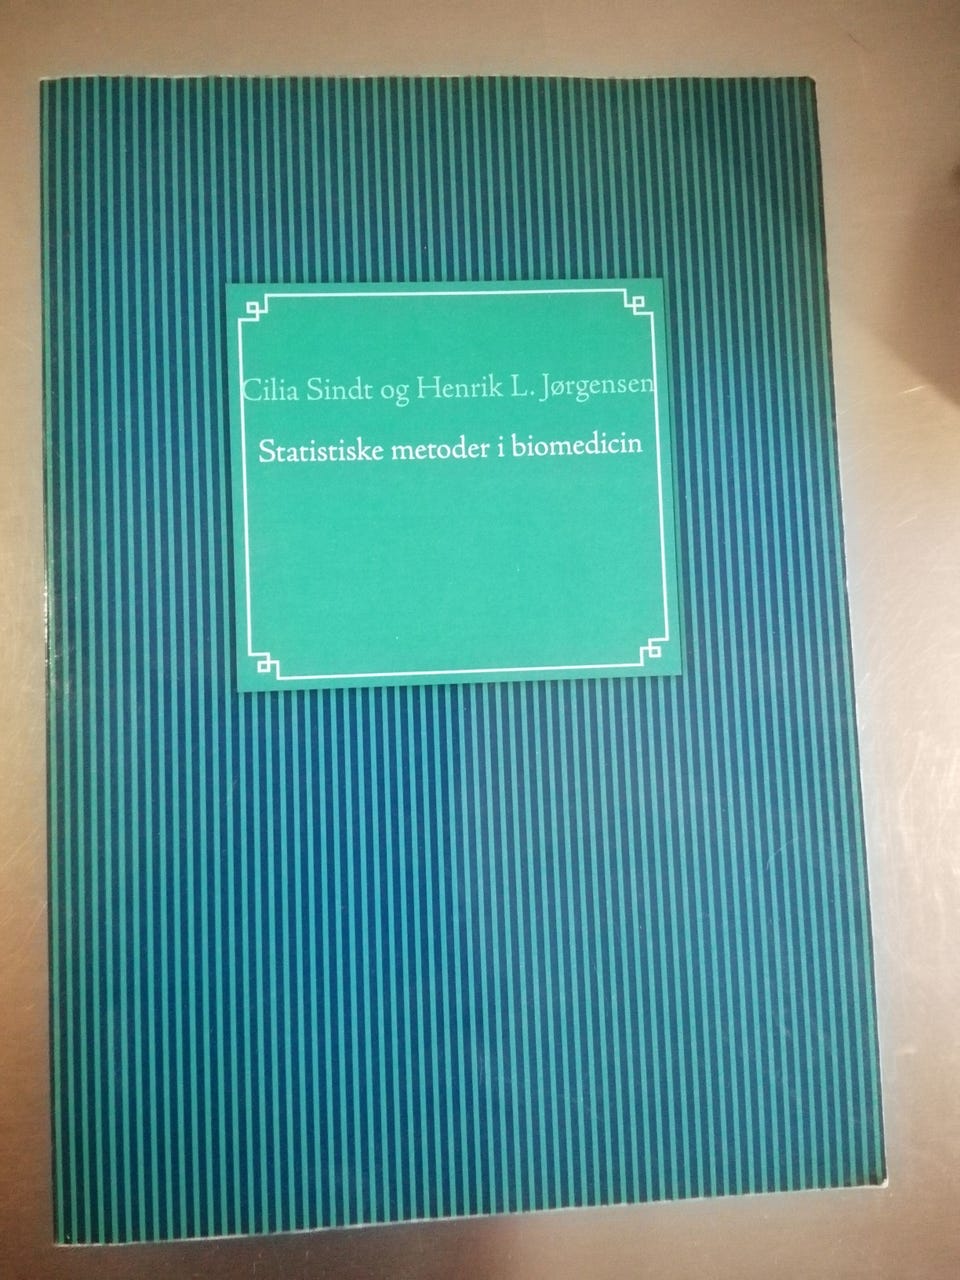 Cilia Sindt og Henrik L. Jørgensen
Statistiske metoder i biomedicin